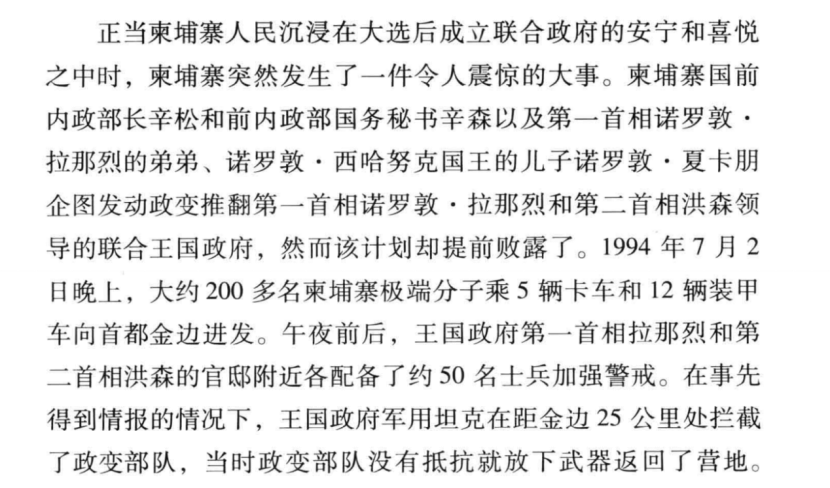 正当柬埔寨人民沉浸在大选后成立联合政府的安宁和喜悦
之中时，柬埔寨突然发生了一件令人震惊的大事。柬埔寨国前
内政部长辛松和前内政部国务秘书辛森以及第一首相诺罗敦·
拉那烈的弟弟、诺罗敦·西哈努克国王的儿子诺罗敦·夏卡朋
企图发动政变推翻第一首相诺罗敦·拉那烈和第二首相洪森领
导的联合王国政府，然而该计划却提前败露了。1994 年 7 月 2
日晚上，大约 200 多名柬埔寨极端分子乘 5 辆卡车和 12 辆装甲
车向首都金边进发。午夜前后，王国政府第一首相拉那烈和第
二首相洪森的官邸附近各配备了约 50 名士兵加强警戒。在事先
得到情报的情况下，王国政府军用坦克在距金边 25 公里处拦截
了政变部队，当时政变部队没有抵抗就放下武器返回了营地。